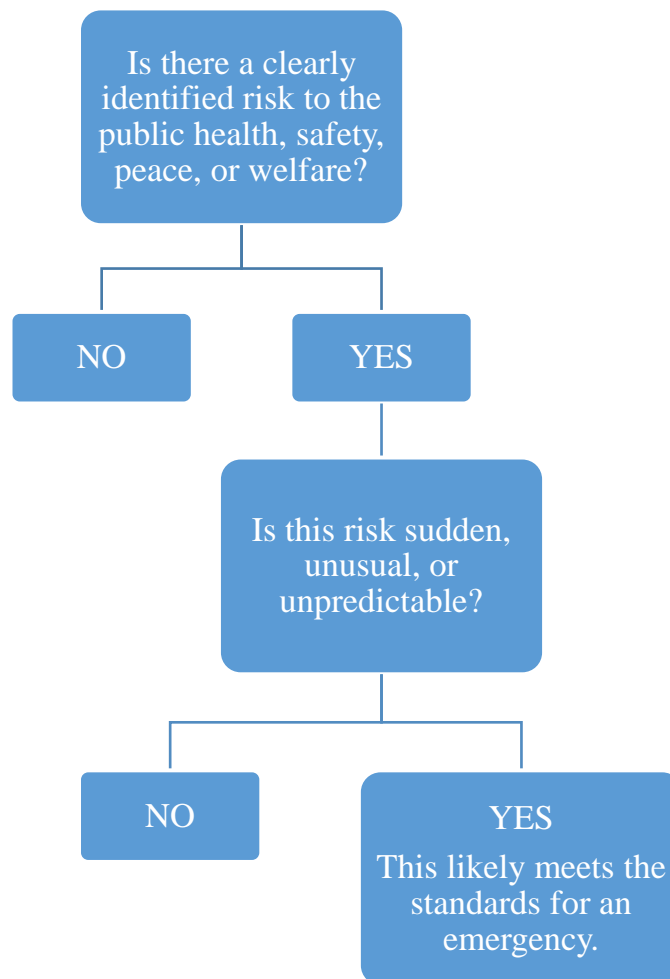 Is there a clearly
identified risk to the
public health, safety,
peace, or welfare?
NO
YES
Is this risk sudden,
unusual, or
unpredictable?
NO
YES
This likely meets the
standards for an
emergency.